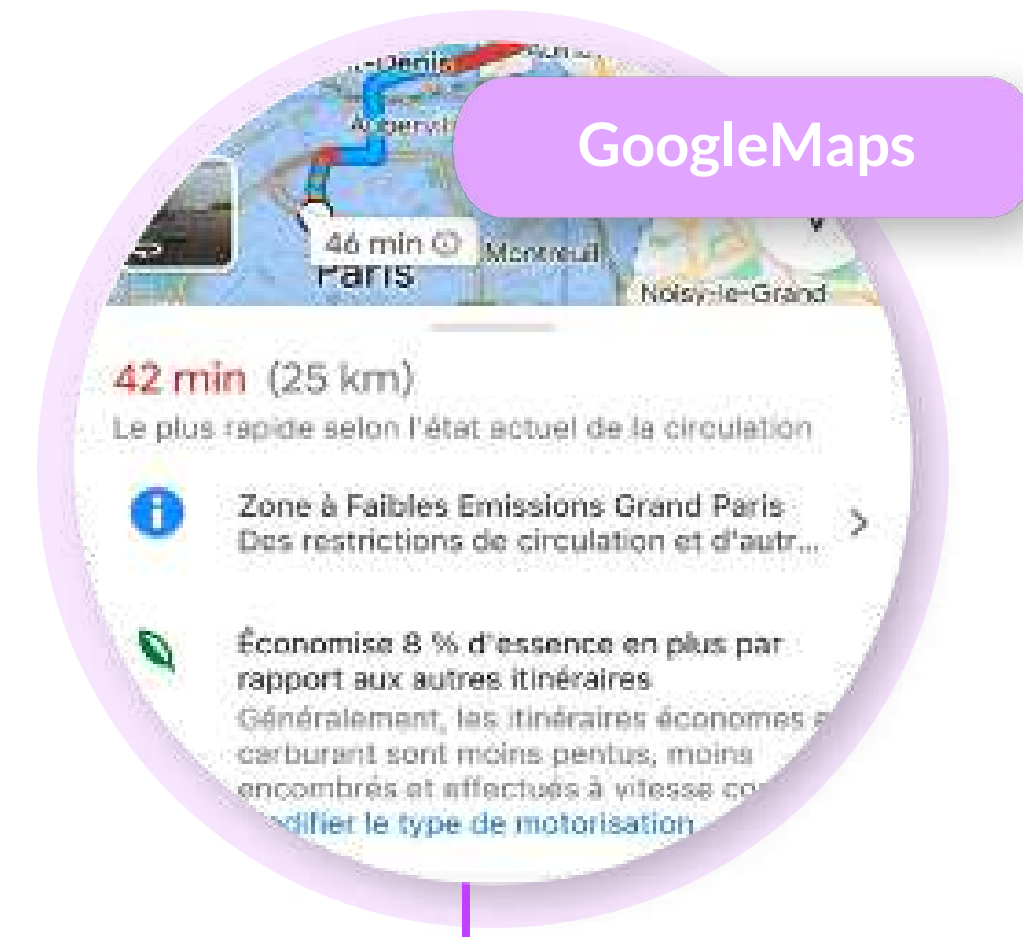 GoogleMaps
46 min
Montreuil
Paris
Noisy-le-Grand
42 min (25 km)
Le plus rapide selon l'état actuel de la circulation
Zone à Faibles Emissions Grand Paris
Des restrictions de circulation et d'autr...
Économise 8 % d'essence en plus par
rapport aux autres itinéraires
Généralement, les itinéraires économes
carburant sont moins pentus, moins
encombrés et effectués à vitesse
le type de motorisation